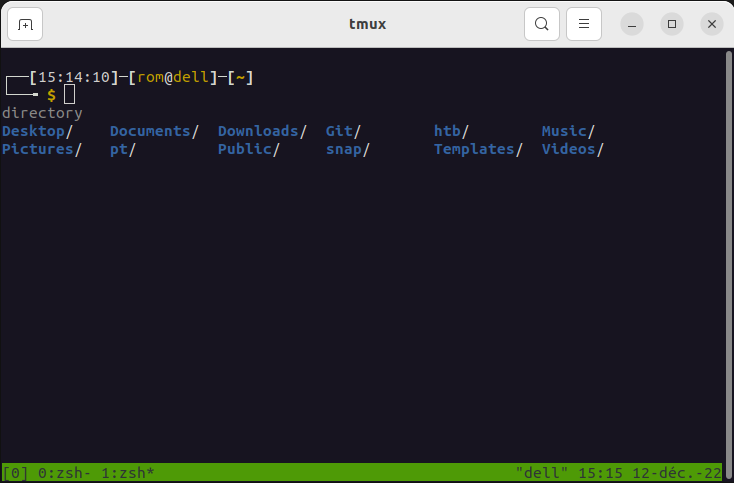 tmux
┌──[15:14:10]─[rom@dell]─[~]
└──╼ $
directory
Desktop/ Documents/ Downloads/ Git/ htb/ Music/
Pictures/ pt/ Public/ snap/ Templates/ Videos/
[0] 0:zsh- 1:zsh* "dell" 15:15 12-déc.-22